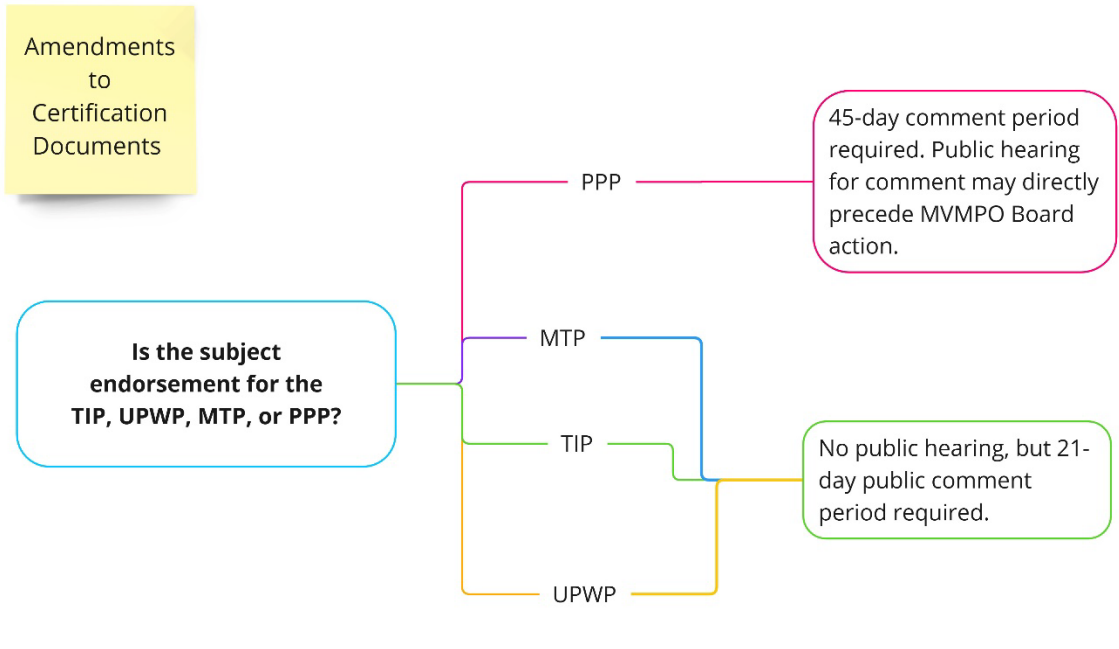 Amendments
to
Certification
Documents
45-day comment period
required. Public hearing
for comment may directly
precede MVMPO Board
action.
PPP
Is the subject
endorsement for the
TIP, UPWP, MTP, or PPP?
MTP
TIP
No public hearing, but 21-
day public comment
period required.
UPWP